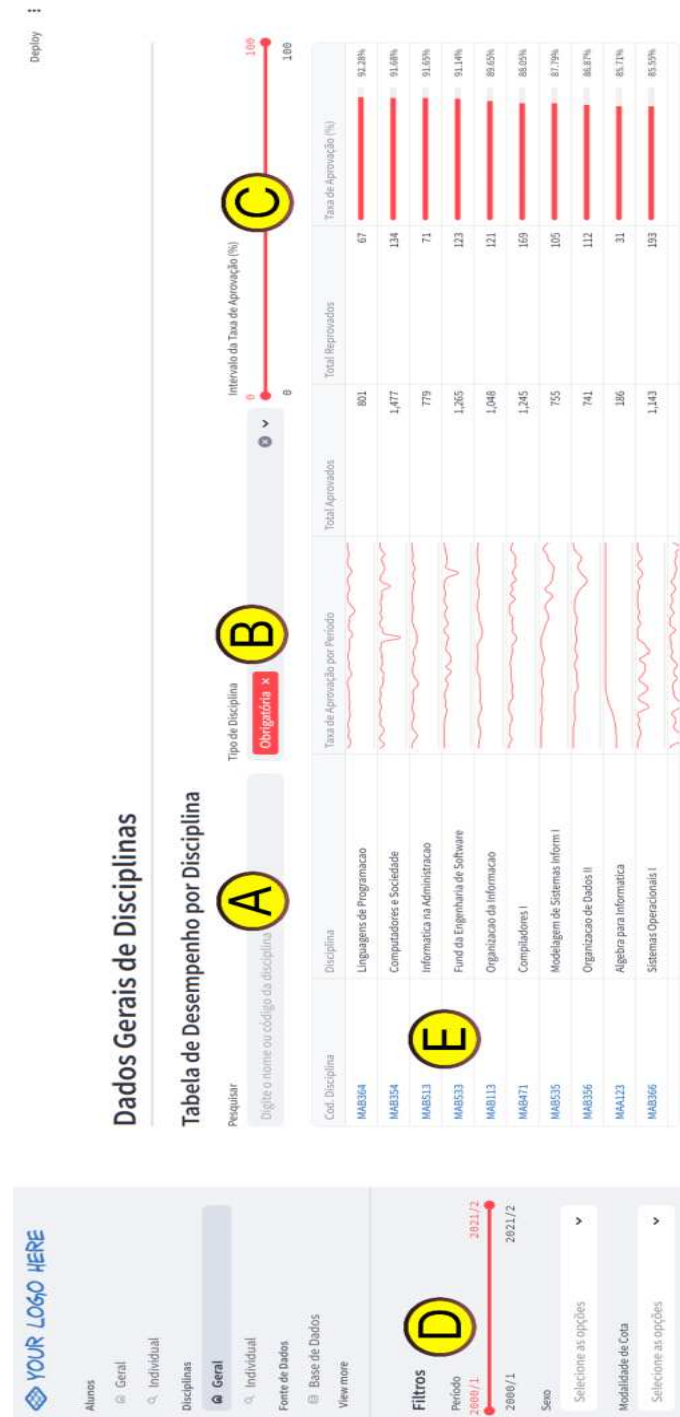 Deploy
YOUR LOGO HERE
Alunos
Geral
Individual
Disciplinas
Geral
Individual
Fonte de Dados
Base de Dados
View more
Filtros
D
Período
2000/1 2021/2
2000/1 2021/2
Sexo
Selecione as opções
Modalidade de Cota
Selecione as opções
Dados Gerais de Disciplinas
Tabela de Desempenho por Disciplina
Pesquisar Tipo de Disciplina Intervalo da Taxa de Aprovação (%)
A B C
Digite o nome ou código da disciplina Obrigatória × 0 100
0 100
Cod. Disciplina Disciplina Taxa de Aprovação por Período Total Aprovados Total Reprovados Taxa de Aprovação (%)
MAB364 Linguagens de Programacao 801 67 92.28%
MAB354 Computadores e Sociedade 1,477 134 91.68%
MAB513 Informatica na Administracao 779 71 91.65%
E
MAB533 Fund da Engenharia de Software 1,265 123 91.14%
MAB113 Organizacao da Informacao 1,048 121 89.65%
MAB471 Compiladores I 1,245 169 88.05%
MAB535 Modelagem de Sistemas Inform I 755 105 87.79%
MAB356 Organizacao de Dados II 741 112 86.87%
MAA123 Algebra para Informatica 186 31 85.71%
MAB366 Sistemas Operacionais I 1,143 193 85.55%